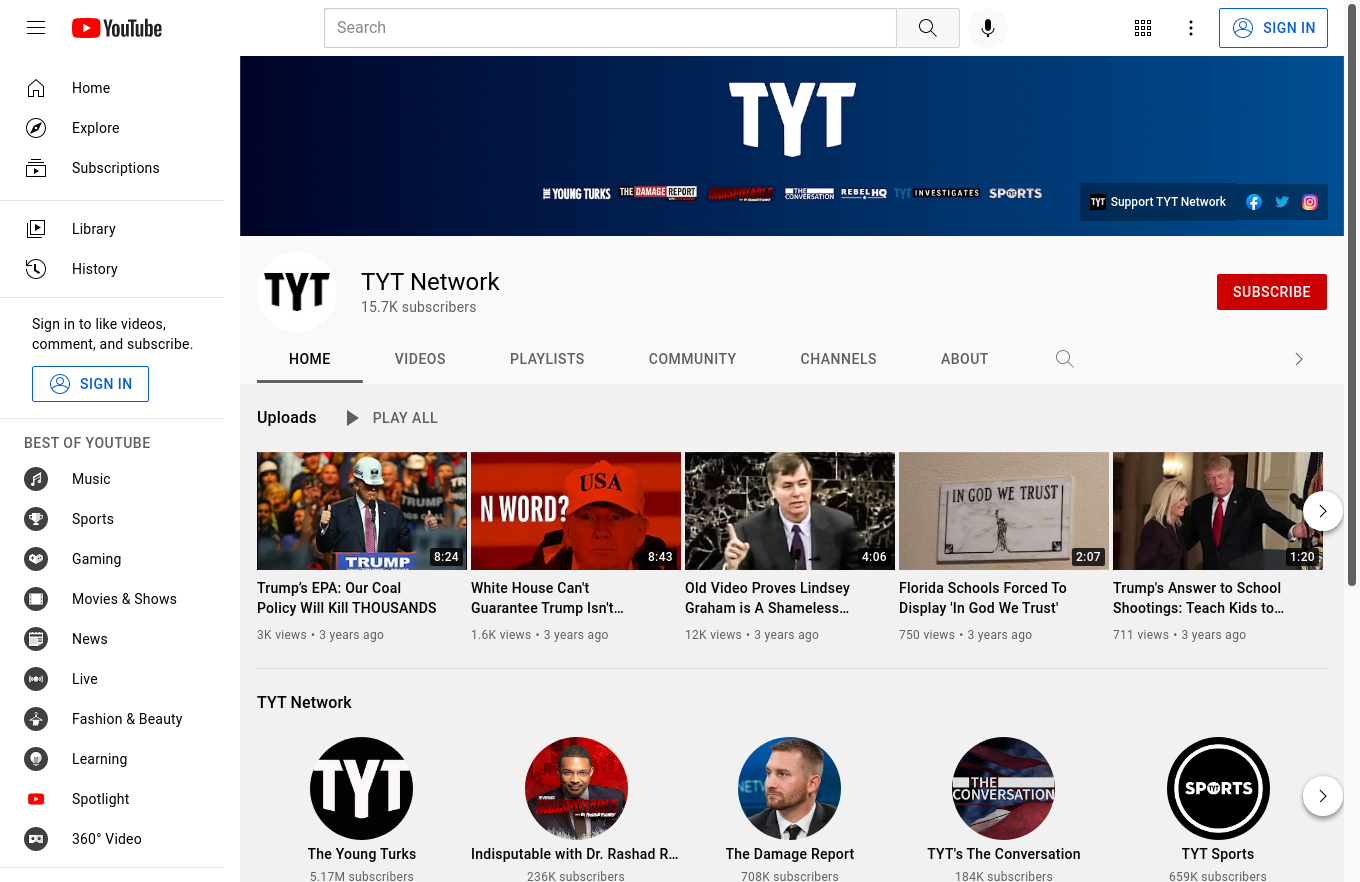 YouTube
Search
SIGN IN
Home
Explore
Subscriptions
Library
History
Sign in to like videos,
comment, and subscribe.
SIGN IN
BEST OF YOUTUBE
Music
Sports
Gaming
Movies & Shows
News
Live
Fashion & Beauty
Learning
Spotlight
360° Video
TYT
THE YOUNG TURKS
THE DAMAGE REPORT
INDISPUTABLE
THE CONVERSATION
REBEL HQ
TYT INVESTIGATES
SPORTS
TYT Support TYT Network
TYT
TYT Network
15.7K subscribers
SUBSCRIBE
HOME
VIDEOS
PLAYLISTS
COMMUNITY
CHANNELS
ABOUT
Uploads
PLAY ALL
TRUMP
TRUMP
8:24
USA
N WORD?
8:43
4:06
IN GOD WE TRUST
2:07
1:20
Trump’s EPA: Our Coal
Policy Will Kill THOUSANDS
3K views • 3 years ago
White House Can't
Guarantee Trump Isn't...
1.6K views • 3 years ago
Old Video Proves Lindsey
Graham is A Shameless...
12K views • 3 years ago
Florida Schools Forced To
Display 'In God We Trust'
750 views • 3 years ago
Trump's Answer to School
Shootings: Teach Kids to...
711 views • 3 years ago
TYT Network
TYT
INDISPUTABLE
THE
CONVERSATION
SPORTS
The Young Turks
5.17M subscribers
Indisputable with Dr. Rashad R...
236K subscribers
The Damage Report
708K subscribers
TYT's The Conversation
184K subscribers
TYT Sports
659K subscribers